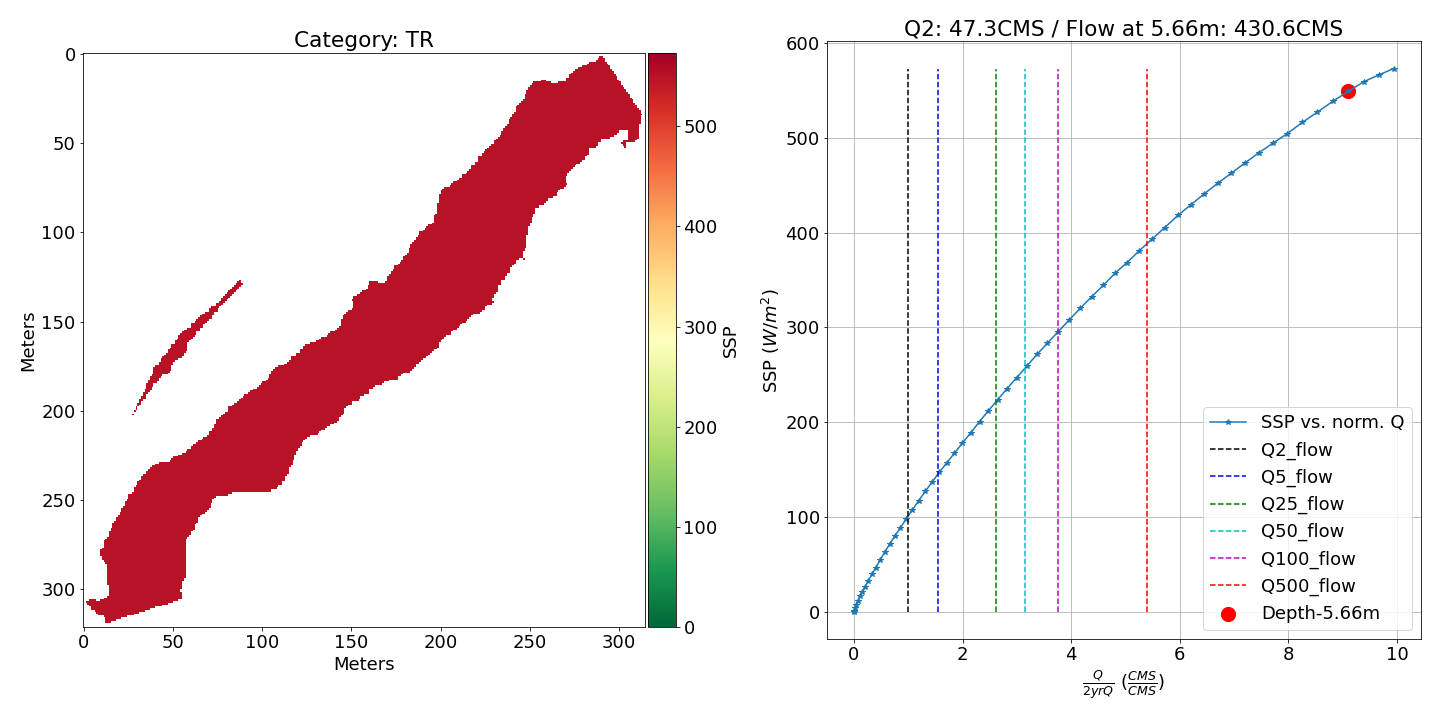 Category: TR
0
50
100
150
200
250
300
Meters
0
50
100
150
200
250
300
Meters
500
400
300
200
100
0
SSP
Q2: 47.3CMS / Flow at 5.66m: 430.6CMS
600
500
400
300
200
100
0
SSP (W/m²)
0
2
4
6
8
10
Q/2yrQ (CMS/CMS)
SSP vs. norm. Q
Q2_flow
Q5_flow
Q25_flow
Q50_flow
Q100_flow
Q500_flow
Depth-5.66m